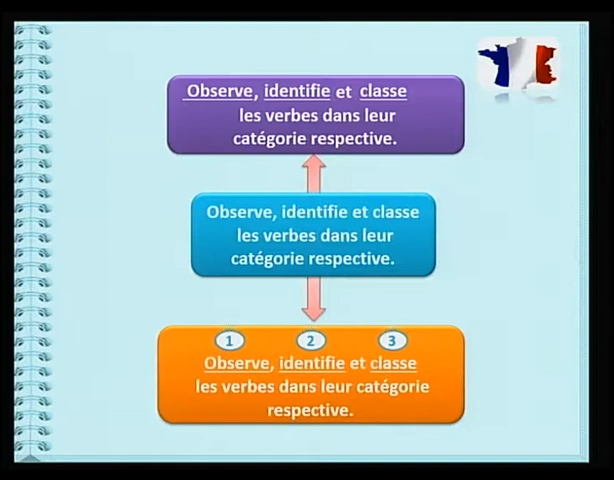 Observe, identifie et classe
les verbes dans leur
catégorie respective.
Observe, identifie et classe
les verbes dans leur
catégorie respective.
1 2 3
Observe, identifie et classe
les verbes dans leur catégorie
respective.